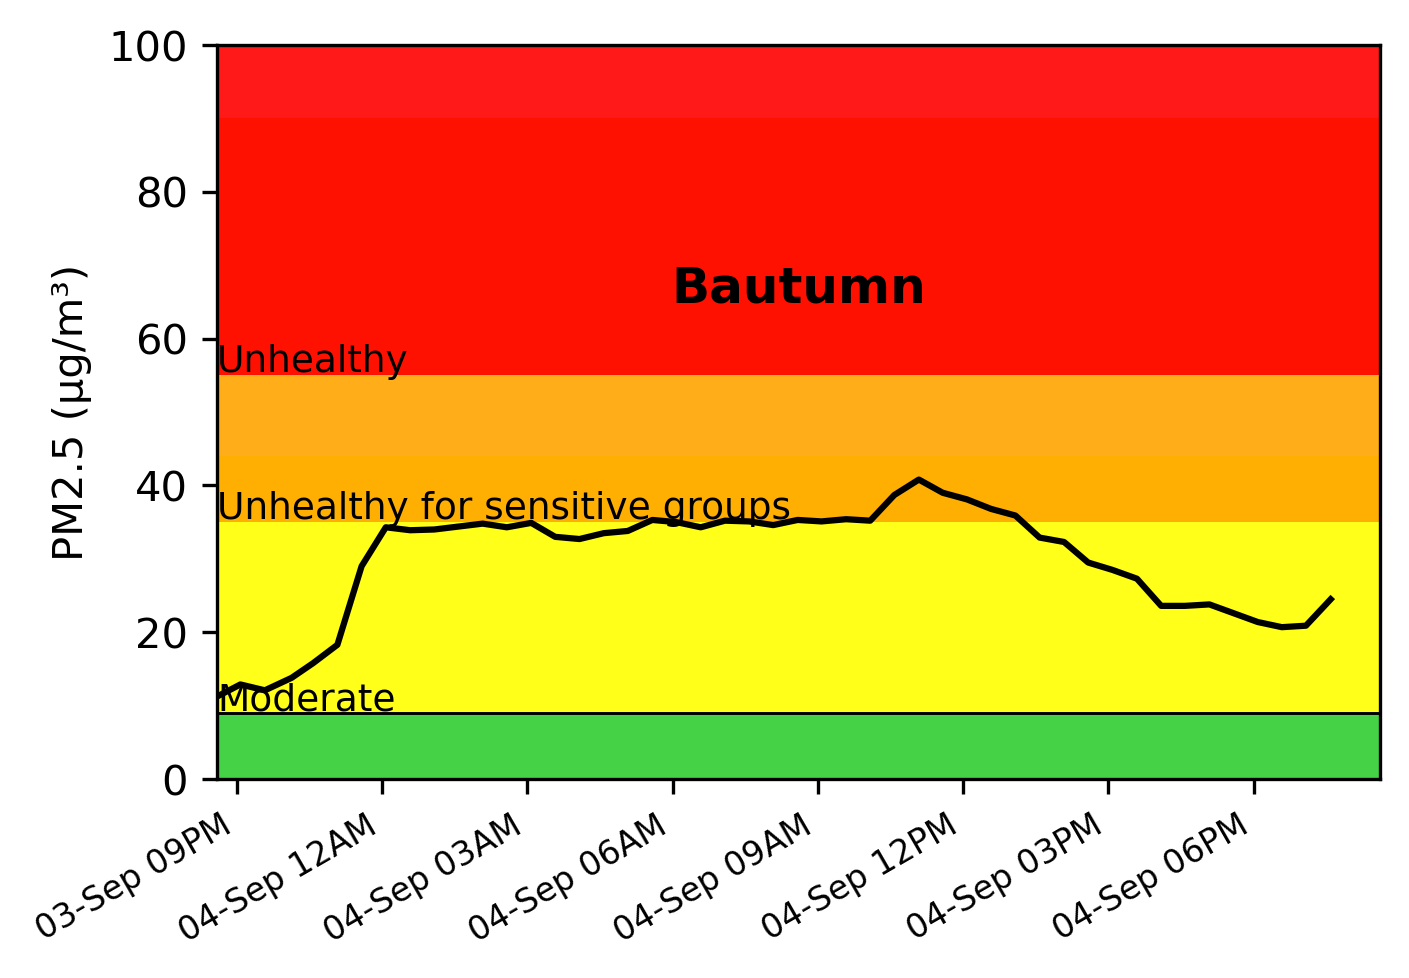 100
80
60
40
20
0
PM2.5 (µg/m³)
Bautumn
Unhealthy
Unhealthy for sensitive groups
Moderate
03-Sep 09PM
04-Sep 12AM
04-Sep 03AM
04-Sep 06AM
04-Sep 09AM
04-Sep 12PM
04-Sep 03PM
04-Sep 06PM